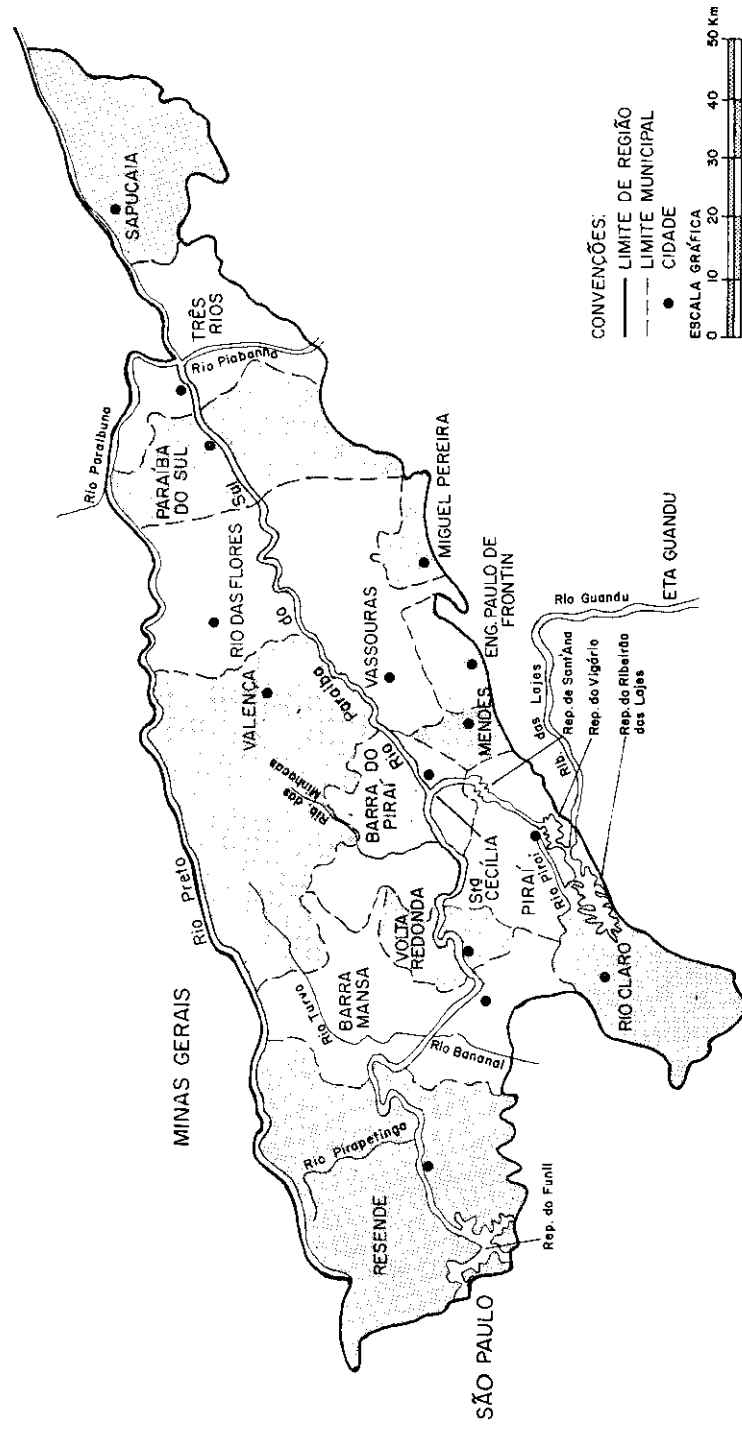 MINAS GERAIS
SÃO PAULO
Rio Preto
Rio Paraibuna
SAPUCAIA
TRÊS
RIOS
Rio Piabanha
PARAÍBA
DO SUL
RIO DAS FLORES
VALENÇA
Rib. das
Minhocas
Rio Paraíba do Sul
VASSOURAS
MIGUEL PEREIRA
ENG. PAULO DE
FRONTIN
MENDES
BARRA DO
PIRAÍ
Sta
CECÍLIA
VOLTA
REDONDA
BARRA
MANSA
Rio Turvo
Rio Bananal
Rio Pirapetinga
RESENDE
Rep. do Funil
PIRAÍ
Rio Piraí
RIO CLARO
Rib. das Lajes
Rio Guandu
ETA GUANDU
Rep. de Sant'Ana
Rep. do Vigário
Rep. do Ribeirão
das Lajes
CONVENÇÕES:
LIMITE DE REGIÃO
LIMITE MUNICIPAL
CIDADE
ESCALA GRÁFICA
0 10 20 30 40 50 Km